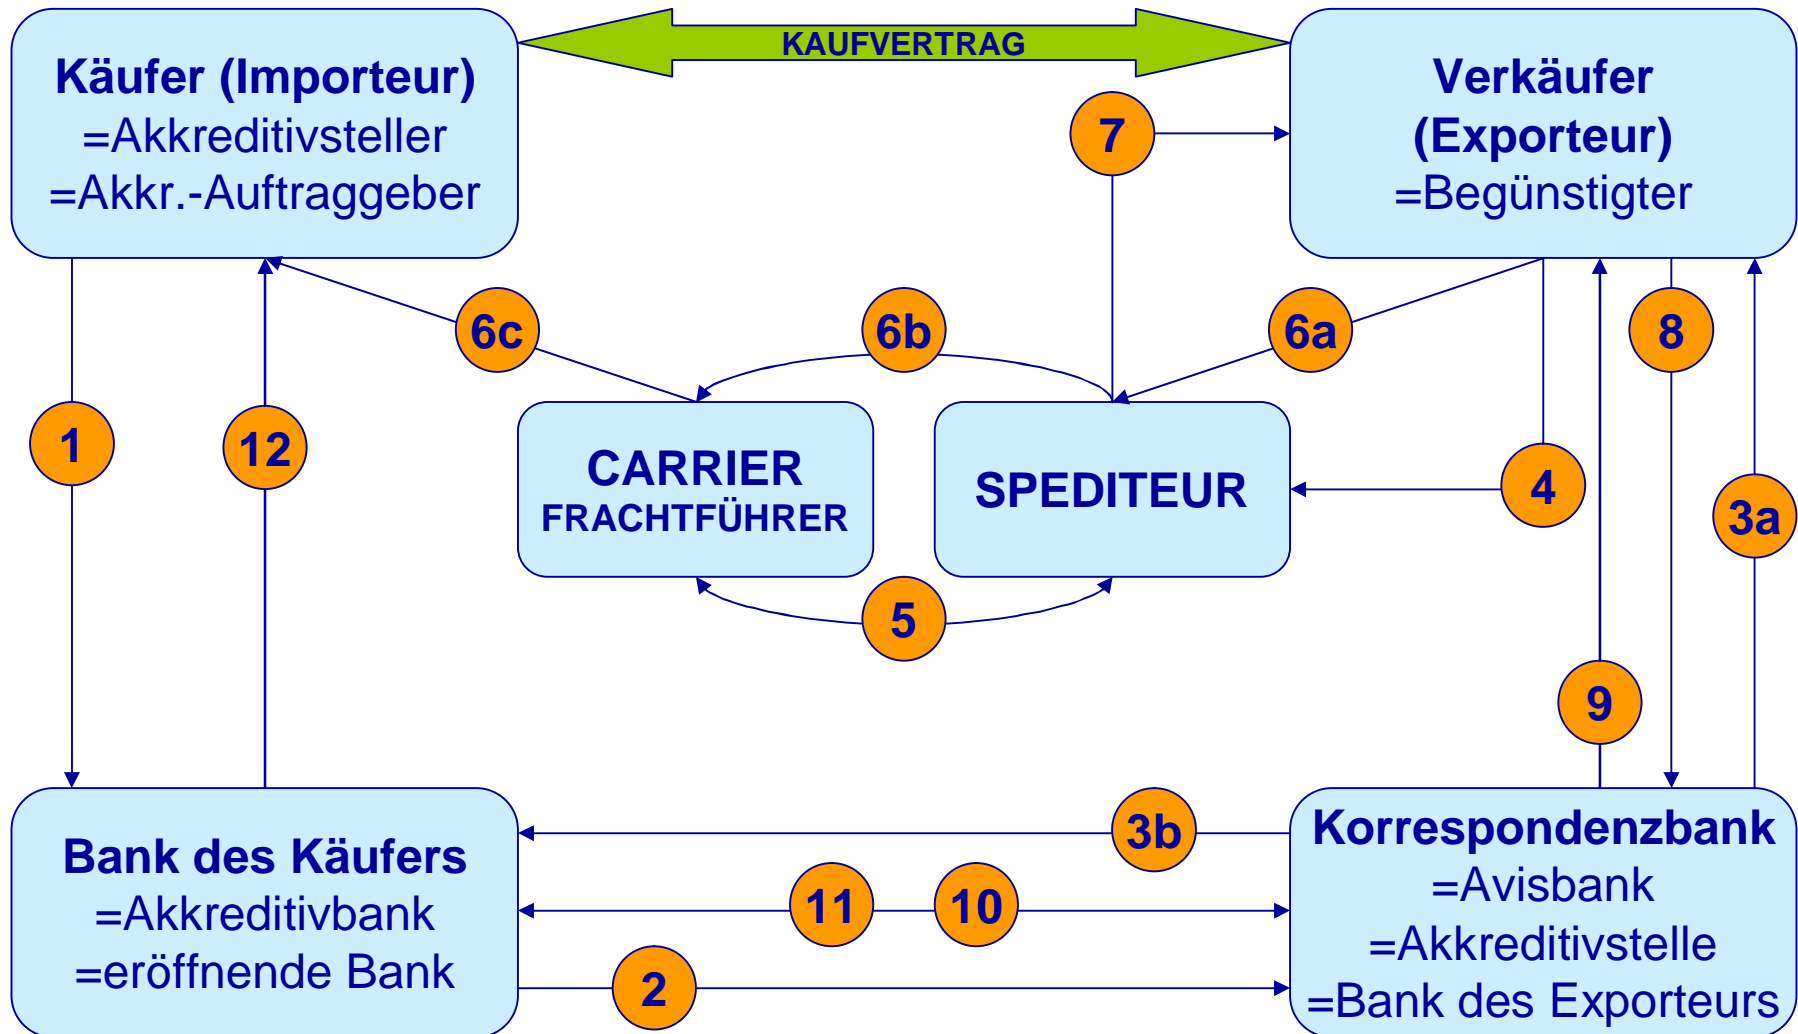 KAUFVERTRAG
Käufer (Importeur)
=Akkreditivsteller
=Akkr.-Auftraggeber
Verkäufer
(Exporteur)
=Begünstigter
7
6c
6b
6a
8
1
12
CARRIER
FRACHTFÜHRER
SPEDITEUR
4
3a
5
9
Bank des Käufers
=Akkreditivbank
=eröffnende Bank
3b
11
10
2
Korrespondenzbank
=Avisbank
=Akkreditivstelle
=Bank des Exporteurs